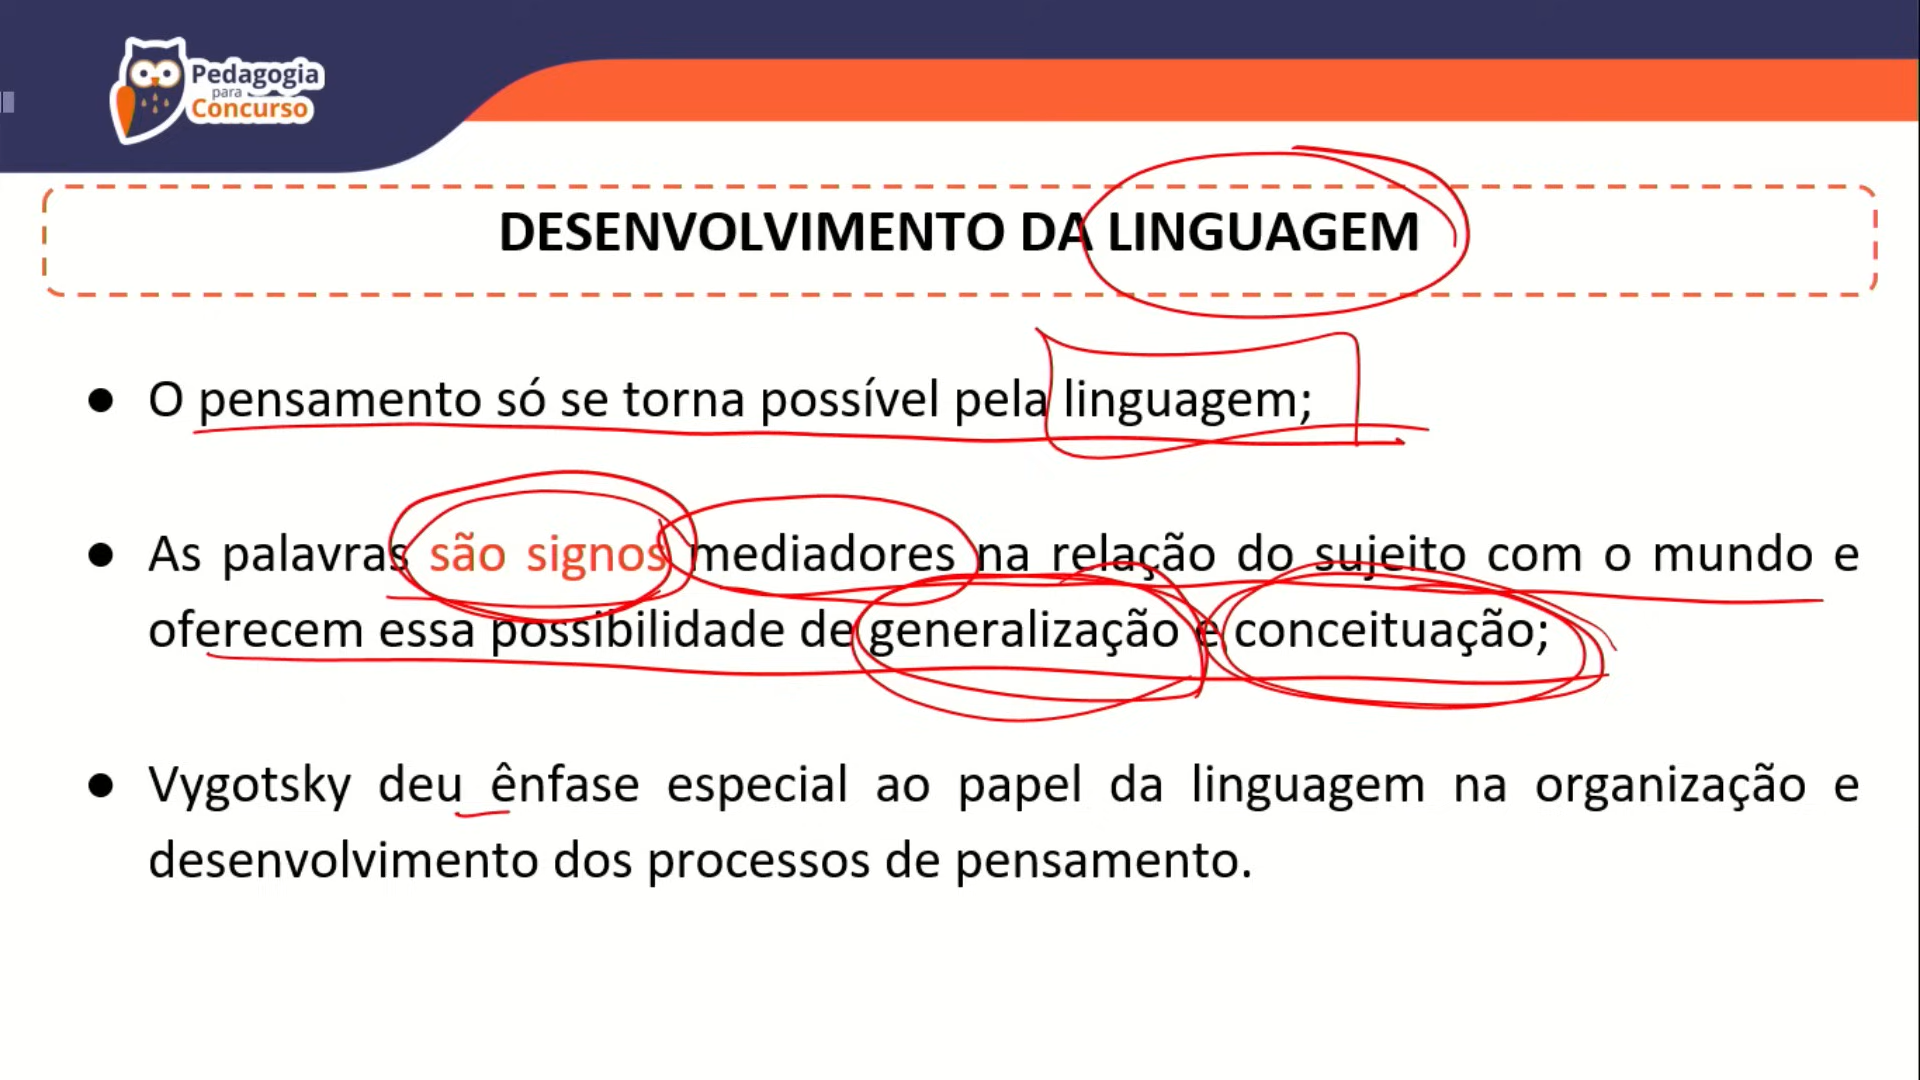 Pedagogia
para
Concurso
DESENVOLVIMENTO DA LINGUAGEM
● O pensamento só se torna possível pela linguagem;
● As palavras são signos mediadores na relação do sujeito com o mundo e
oferecem essa possibilidade de generalização e conceituação;
● Vygotsky deu ênfase especial ao papel da linguagem na organização e
desenvolvimento dos processos de pensamento.